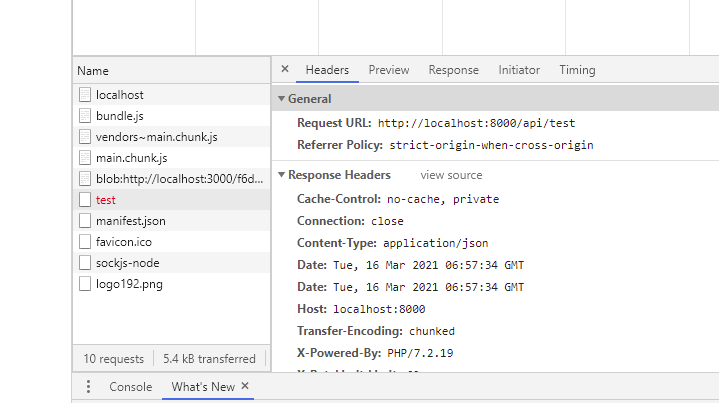 Name
localhost
bundle.js
vendors~main.chunk.js
main.chunk.js
blob:http://localhost:3000/f6d...
test
manifest.json
favicon.ico
sockjs-node
logo192.png
10 requests 5.4 kB transferred
× Headers Preview Response Initiator Timing
General
Request URL: http://localhost:8000/api/test
Referrer Policy: strict-origin-when-cross-origin
Response Headers view source
Cache-Control: no-cache, private
Connection: close
Content-Type: application/json
Date: Tue, 16 Mar 2021 06:57:34 GMT
Date: Tue, 16 Mar 2021 06:57:34 GMT
Host: localhost:8000
Transfer-Encoding: chunked
X-Powered-By: PHP/7.2.19
Console What's New ×